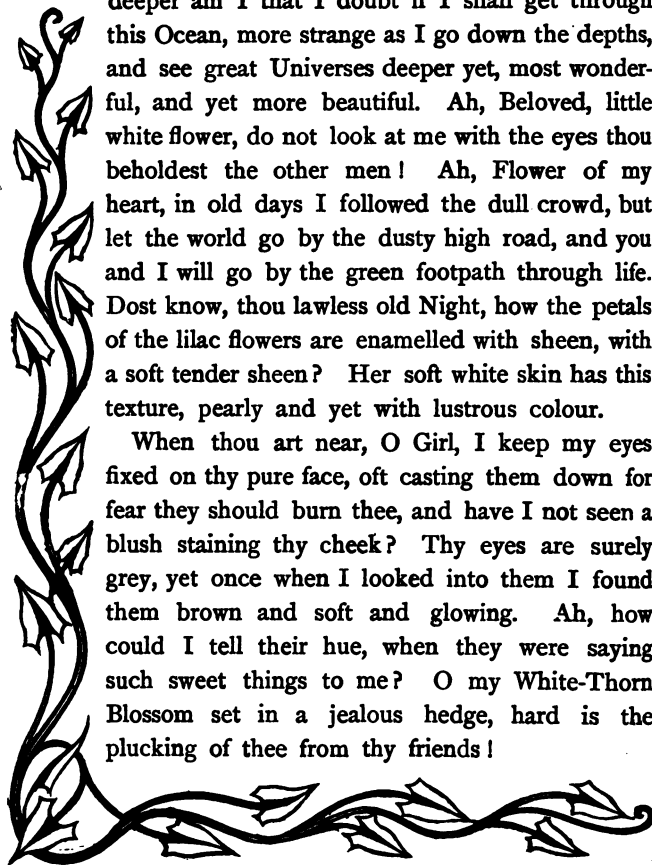 deeper am I that I doubt if I shall get through
this Ocean, more strange as I go down the depths,
and see great Universes deeper yet, most wonder-
ful, and yet more beautiful. Ah, Beloved, little
white flower, do not look at me with the eyes thou
beholdest the other men! Ah, Flower of my
heart, in old days I followed the dull crowd, but
let the world go by the dusty high road, and you
and I will go by the green footpath through life.
Dost know, thou lawless old Night, how the petals
of the lilac flowers are enamelled with sheen, with
a soft tender sheen? Her soft white skin has this
texture, pearly and yet with lustrous colour.
When thou art near, O Girl, I keep my eyes
fixed on thy pure face, oft casting them down for
fear they should burn thee, and have I not seen a
blush staining thy cheek? Thy eyes are surely
grey, yet once when I looked into them I found
them brown and soft and glowing. Ah, how
could I tell their hue, when they were saying
such sweet things to me? O my White-Thorn
Blossom set in a jealous hedge, hard is the
plucking of thee from thy friends!